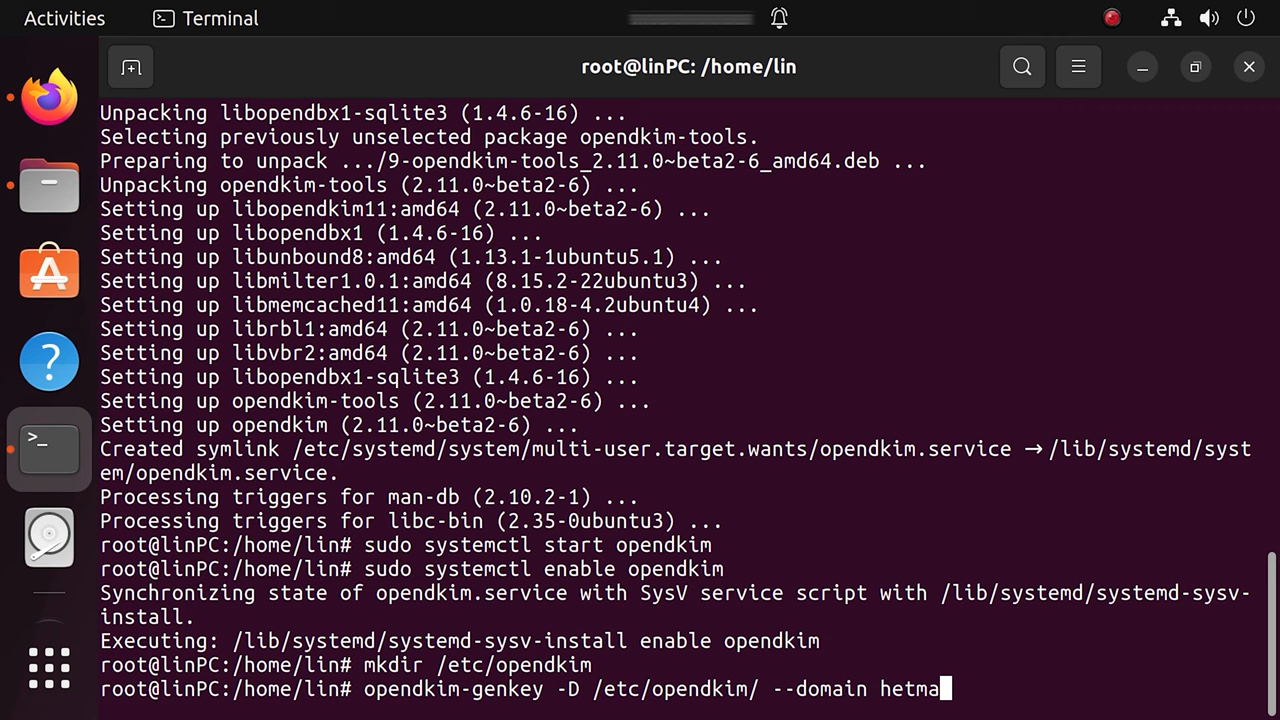 Activities
Terminal
root@linPC: /home/lin
Unpacking libopendbx1-sqlite3 (1.4.6-16) ...
Selecting previously unselected package opendkim-tools.
Preparing to unpack .../9-opendkim-tools_2.11.0~beta2-6_amd64.deb ...
Unpacking opendkim-tools (2.11.0~beta2-6) ...
Setting up libopendkim11:amd64 (2.11.0~beta2-6) ...
Setting up libopendbx1 (1.4.6-16) ...
Setting up libunbound8:amd64 (1.13.1-1ubuntu5.1) ...
Setting up libmilter1.0.1:amd64 (8.15.2-22ubuntu3) ...
Setting up libmemcached11:amd64 (1.0.18-4.2ubuntu4) ...
Setting up librbl1:amd64 (2.11.0~beta2-6) ...
Setting up libvbr2:amd64 (2.11.0~beta2-6) ...
Setting up libopendbx1-sqlite3 (1.4.6-16) ...
Setting up opendkim-tools (2.11.0~beta2-6) ...
Setting up opendkim (2.11.0~beta2-6) ...
Created symlink /etc/systemd/system/multi-user.target.wants/opendkim.service → /lib/systemd/syst
em/opendkim.service.
Processing triggers for man-db (2.10.2-1) ...
Processing triggers for libc-bin (2.35-0ubuntu3) ...
root@linPC:/home/lin# sudo systemctl start opendkim
root@linPC:/home/lin# sudo systemctl enable opendkim
Synchronizing state of opendkim.service with SysV service script with /lib/systemd/systemd-sysv-
install.
Executing: /lib/systemd/systemd-sysv-install enable opendkim
root@linPC:/home/lin# mkdir /etc/opendkim
root@linPC:/home/lin# opendkim-genkey -D /etc/opendkim/ --domain hetma